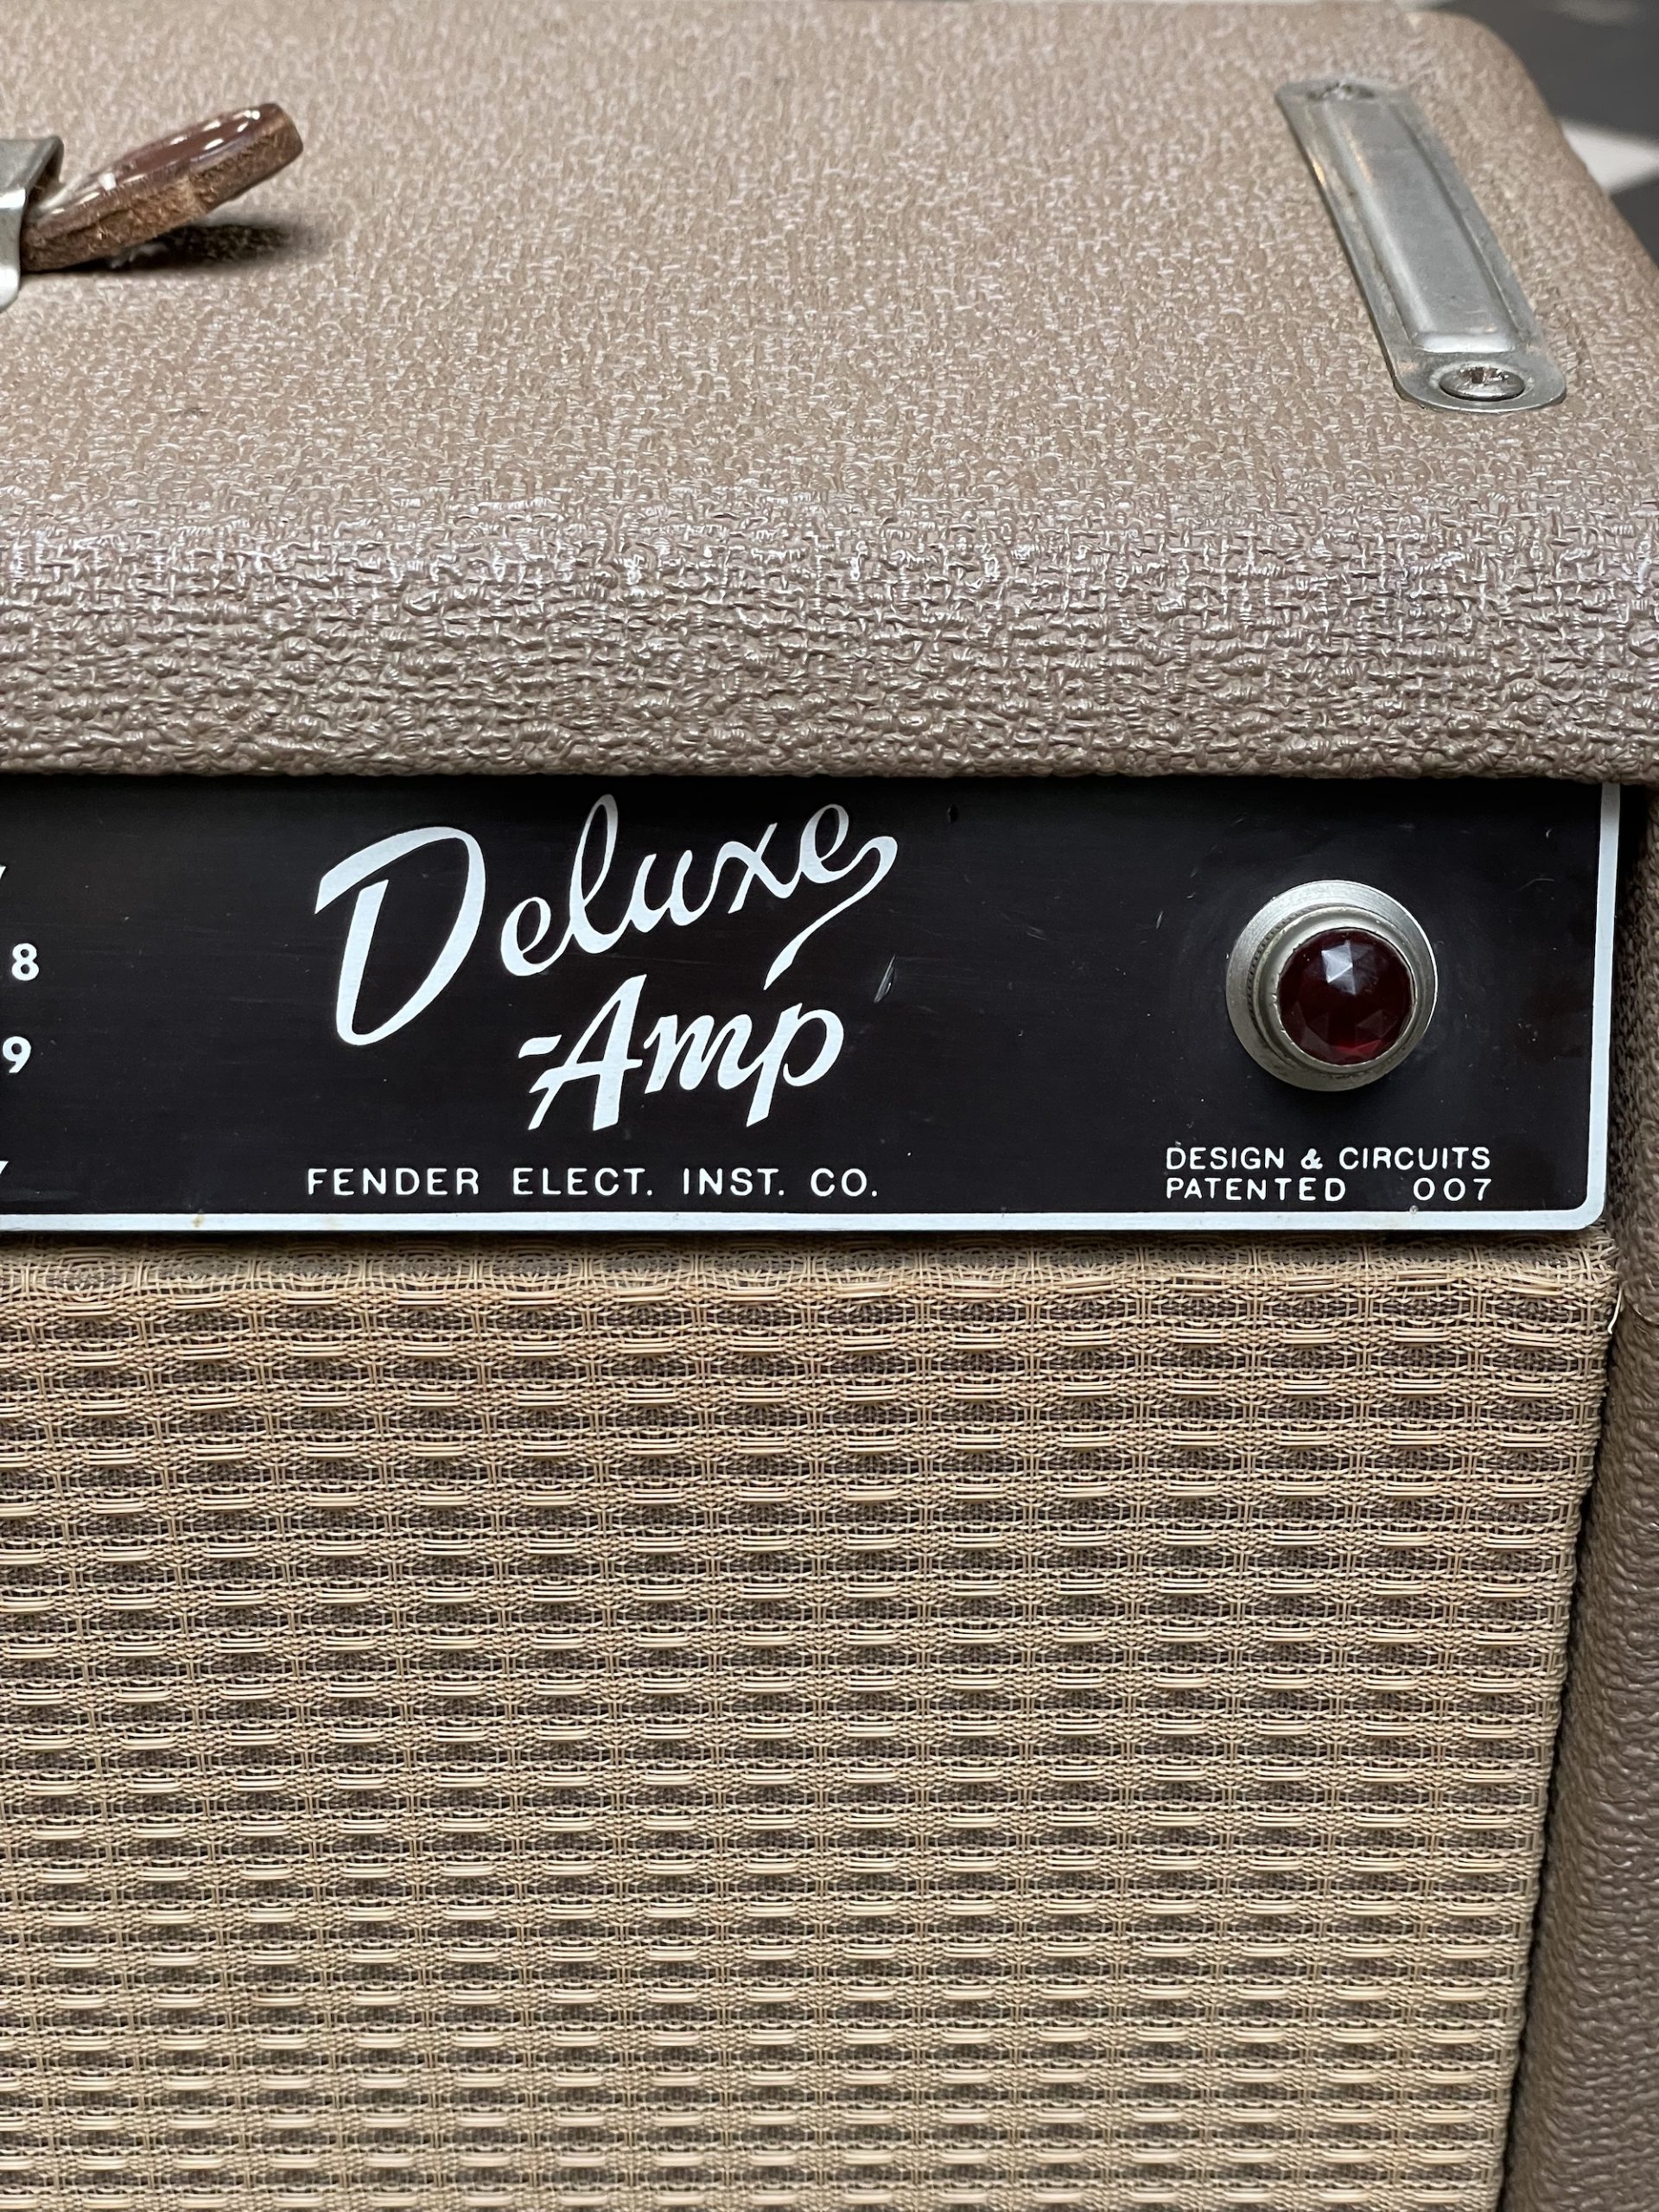 8
9
Deluxe
-Amp
FENDER ELECT. INST. CO.
DESIGN & CIRCUITS
PATENTED 007